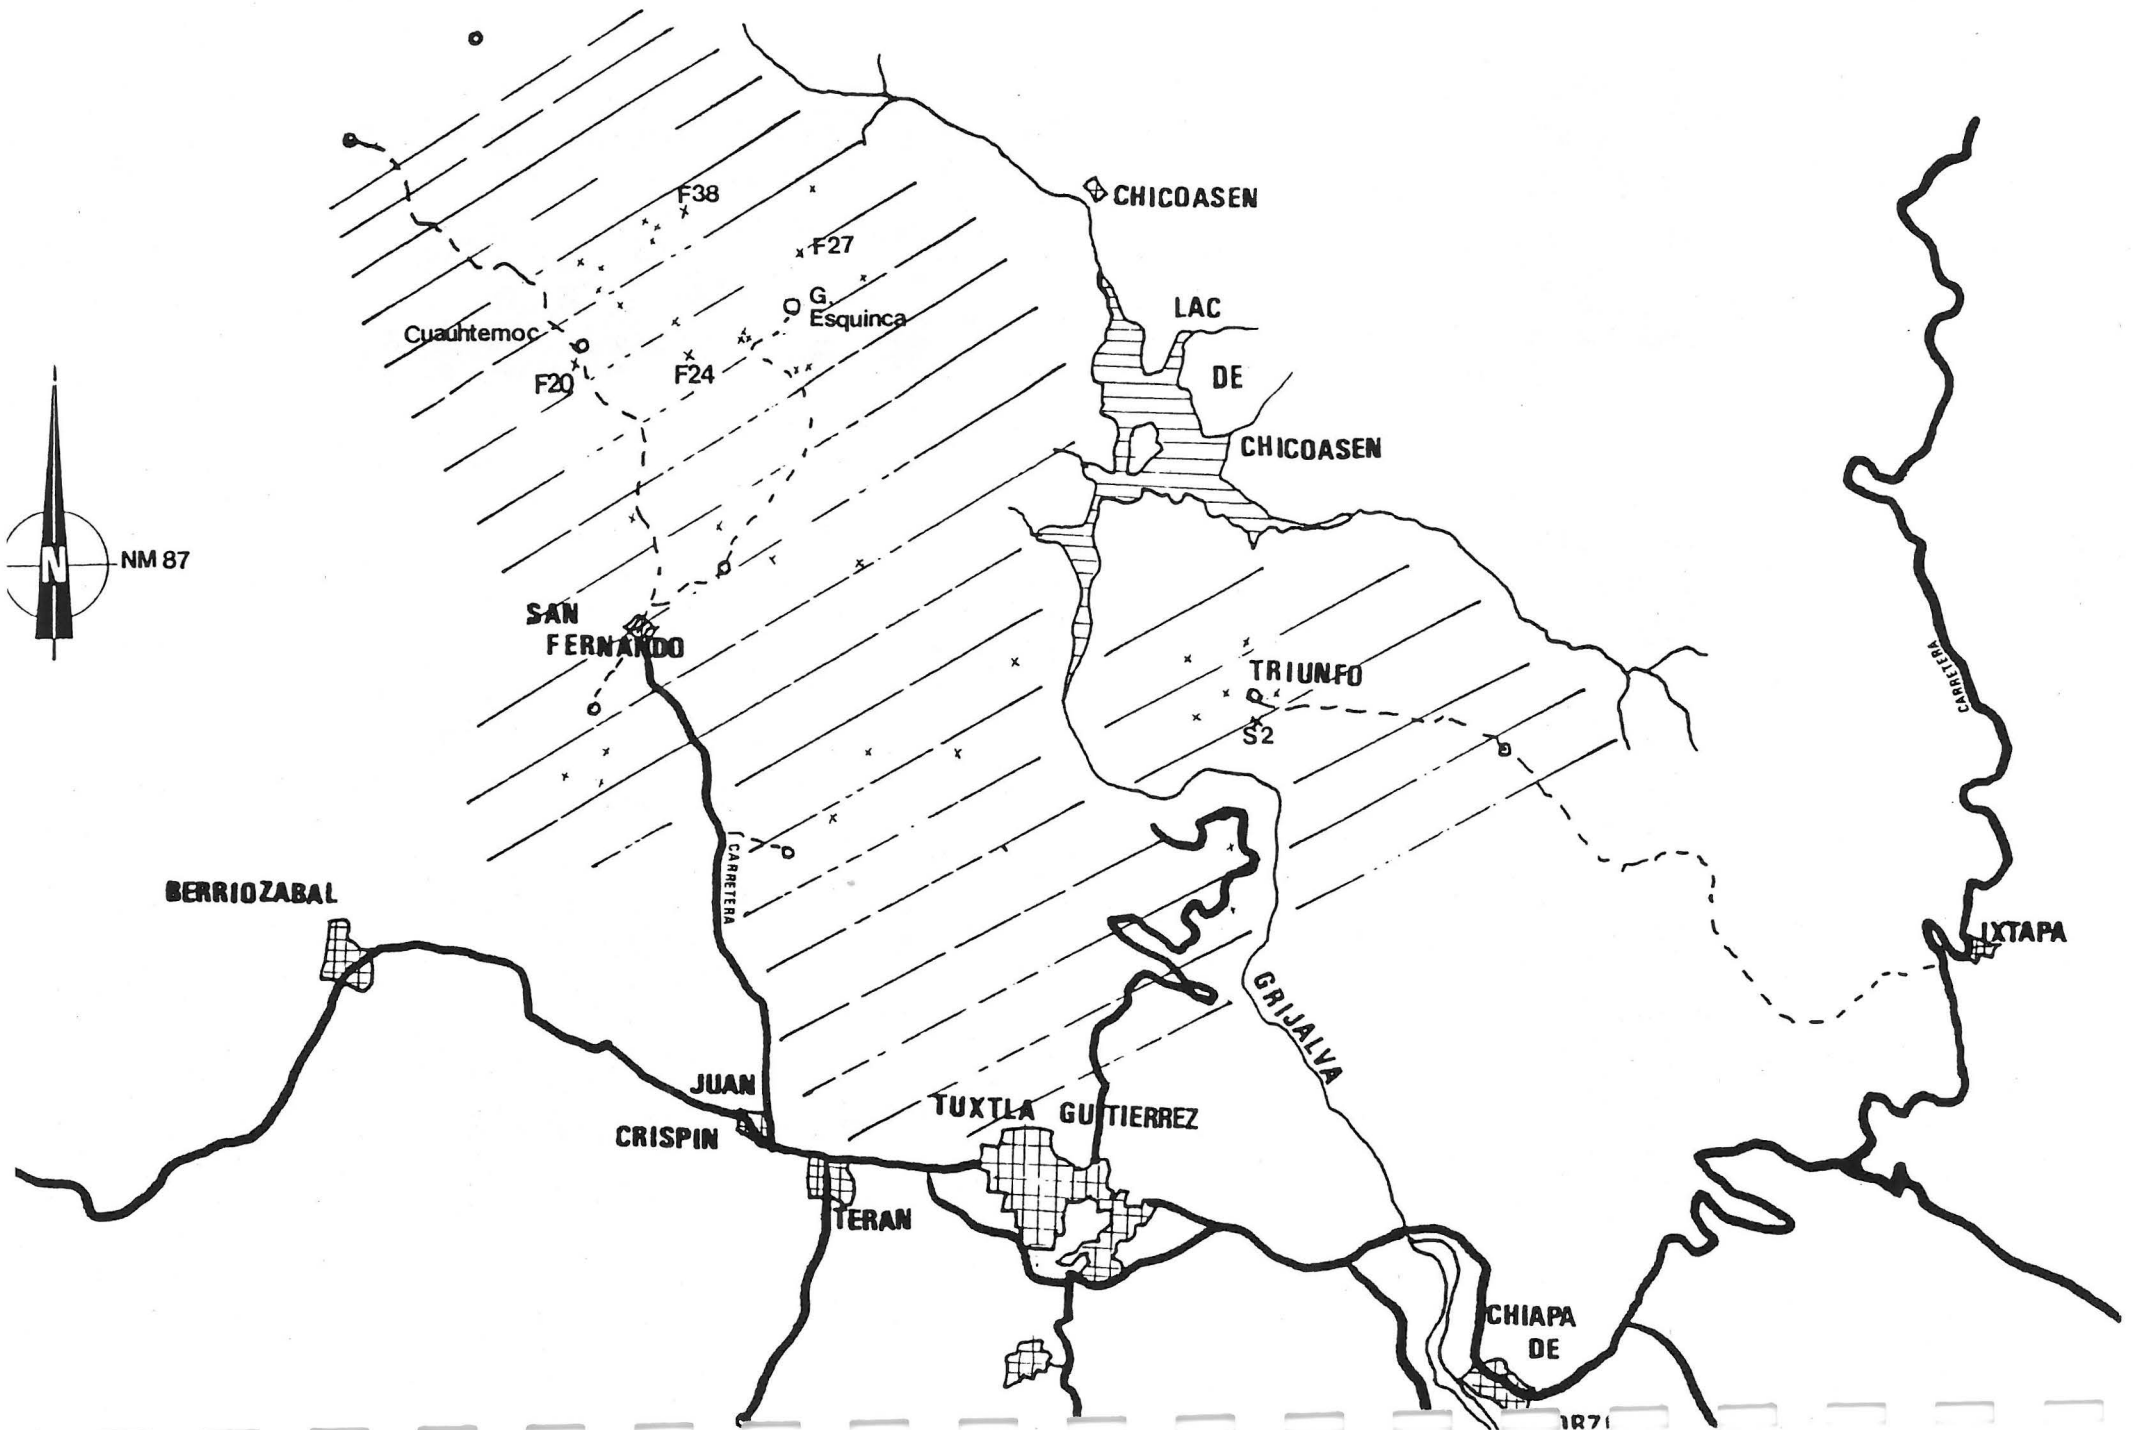 F38
CHICOASEN
F27
G.
Esquinca
LAC
DE
CHICOASEN
Cuauhtemoc
F20
F24
N
NM 87
SAN
FERNANDO
TRIUNFO
S2
CARRETERA
CARRETERA
BERRIOZABAL
IXTAPA
GRIJALVA
JUAN
CRISPIN
TUXTLA GUTIERREZ
TERAN
CHIAPA
DE